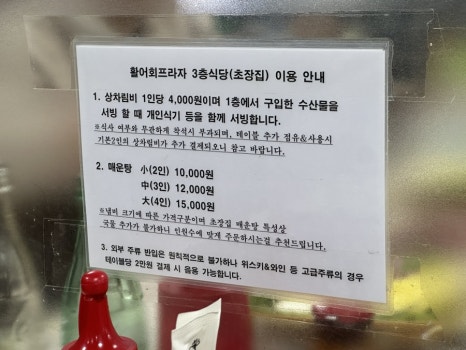 활어회프라자 3층식당(초장집) 이용 안내
1. 상차림비 1인당 4,000원이며 1층에서 구입한 수산물을
서빙 할 때 개인식기 등을 함께 서빙합니다.
※식사 여부와 무관하게 착석시 부과되며, 테이블 추가 점유&사용시
기본2인의 상차림비가 추가 결제되오니 참고 바랍니다.
2. 매운탕 小(2인) 10,000원
中(3인) 12,000원
大(4인) 15,000원
※냄비 크기에 따른 가격구분이며 초장집 매운탕 특성상
국물 추가가 불가하니 인원수에 맞게 주문하시는걸 추천드립니다.
3. 외부 주류 반입은 원칙적으로 불가하나 위스키&와인 등 고급주류의 경우
테이블당 2만원 결제 시 음용 가능합니다.